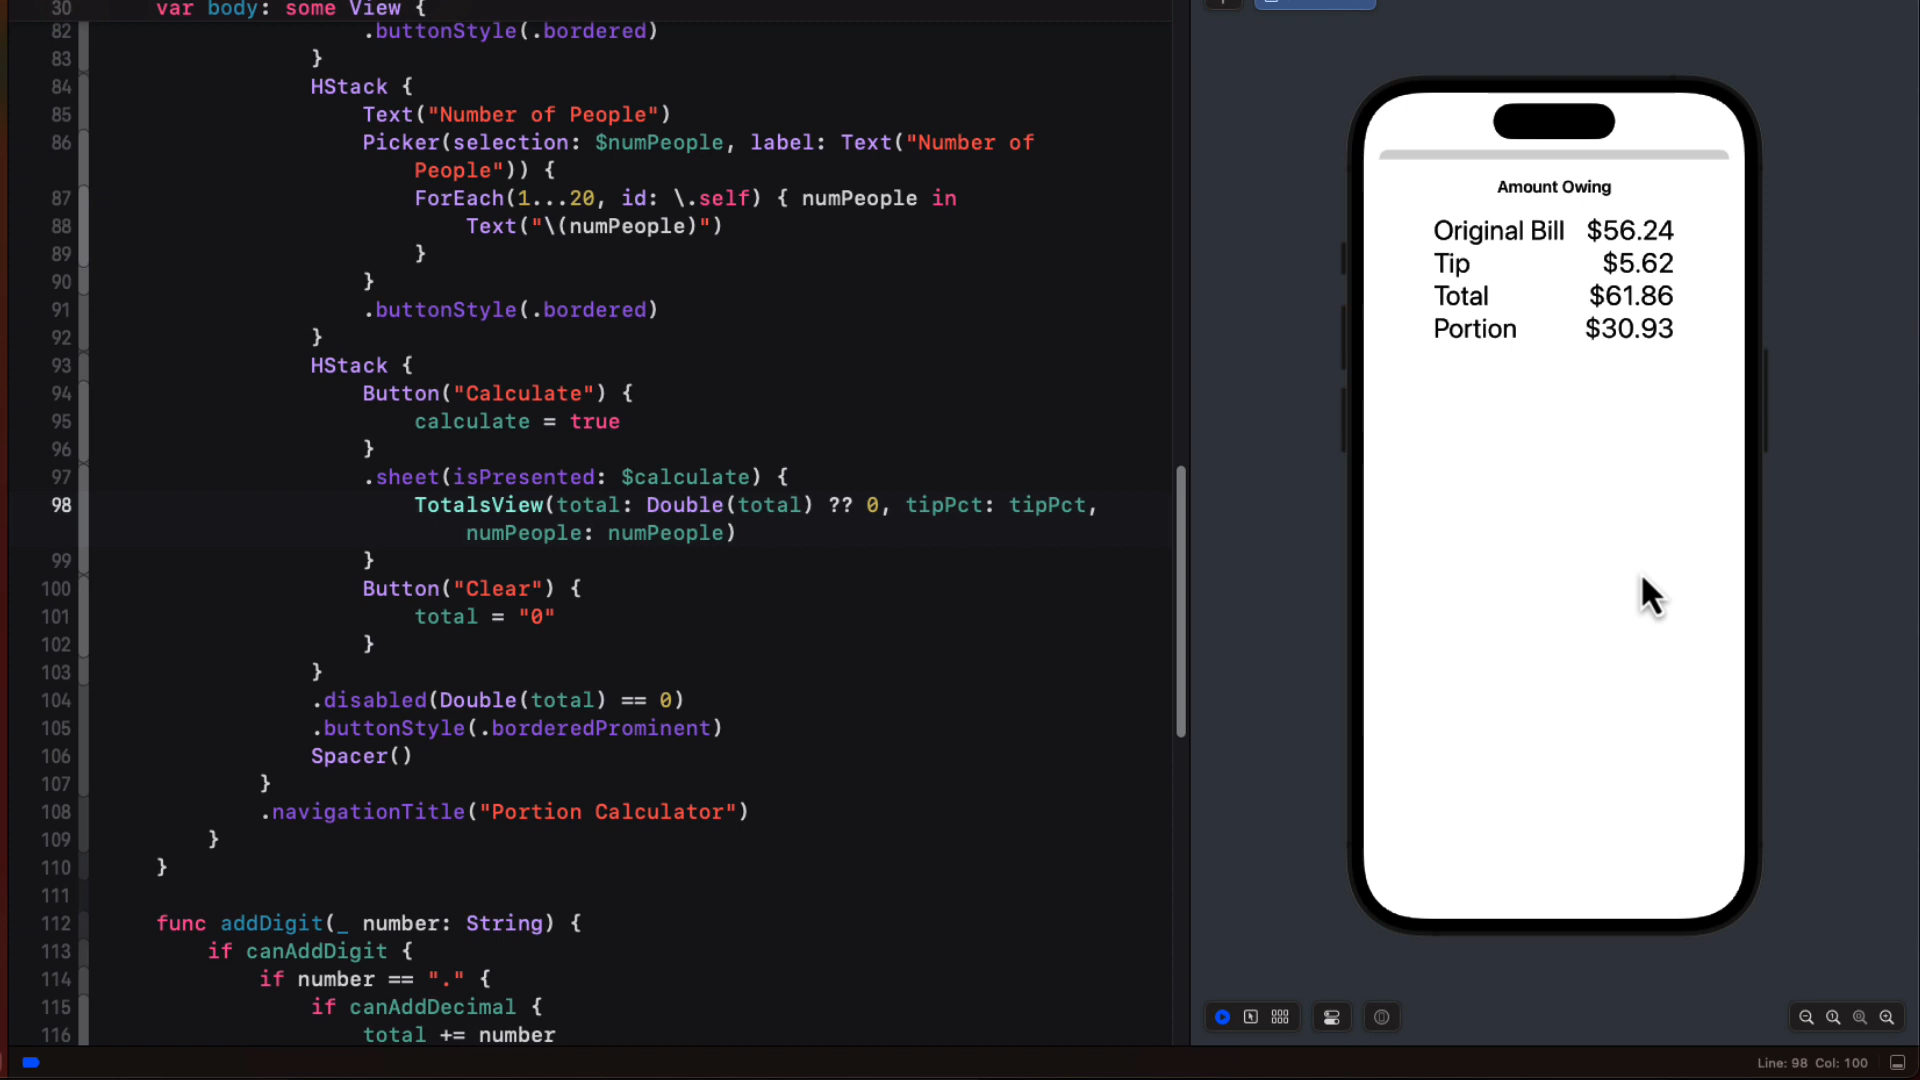 30 var body: some View {
82 .buttonStyle(.bordered)
83 }
84 HStack {
85 Text("Number of People")
86 Picker(selection: $numPeople, label: Text("Number of
People")) {
87 ForEach(1...20, id: \.self) { numPeople in
88 Text("\(numPeople)")
89 }
90 }
91 .buttonStyle(.bordered)
92 }
93 HStack {
94 Button("Calculate") {
95 calculate = true
96 }
97 .sheet(isPresented: $calculate) {
98 TotalsView(total: Double(total) ?? 0, tipPct: tipPct,
numPeople: numPeople)
99 }
100 Button("Clear") {
101 total = "0"
102 }
103 }
104 .disabled(Double(total) == 0)
105 .buttonStyle(.borderedProminent)
106 Spacer()
107 }
108 .navigationTitle("Portion Calculator")
109 }
110 }
111
112 func addDigit(_ number: String) {
113 if canAddDigit {
114 if number == "." {
115 if canAddDecimal {
116 total += number
Amount Owing
Original Bill $56.24
Tip $5.62
Total $61.86
Portion $30.93
Line: 98 Col: 100